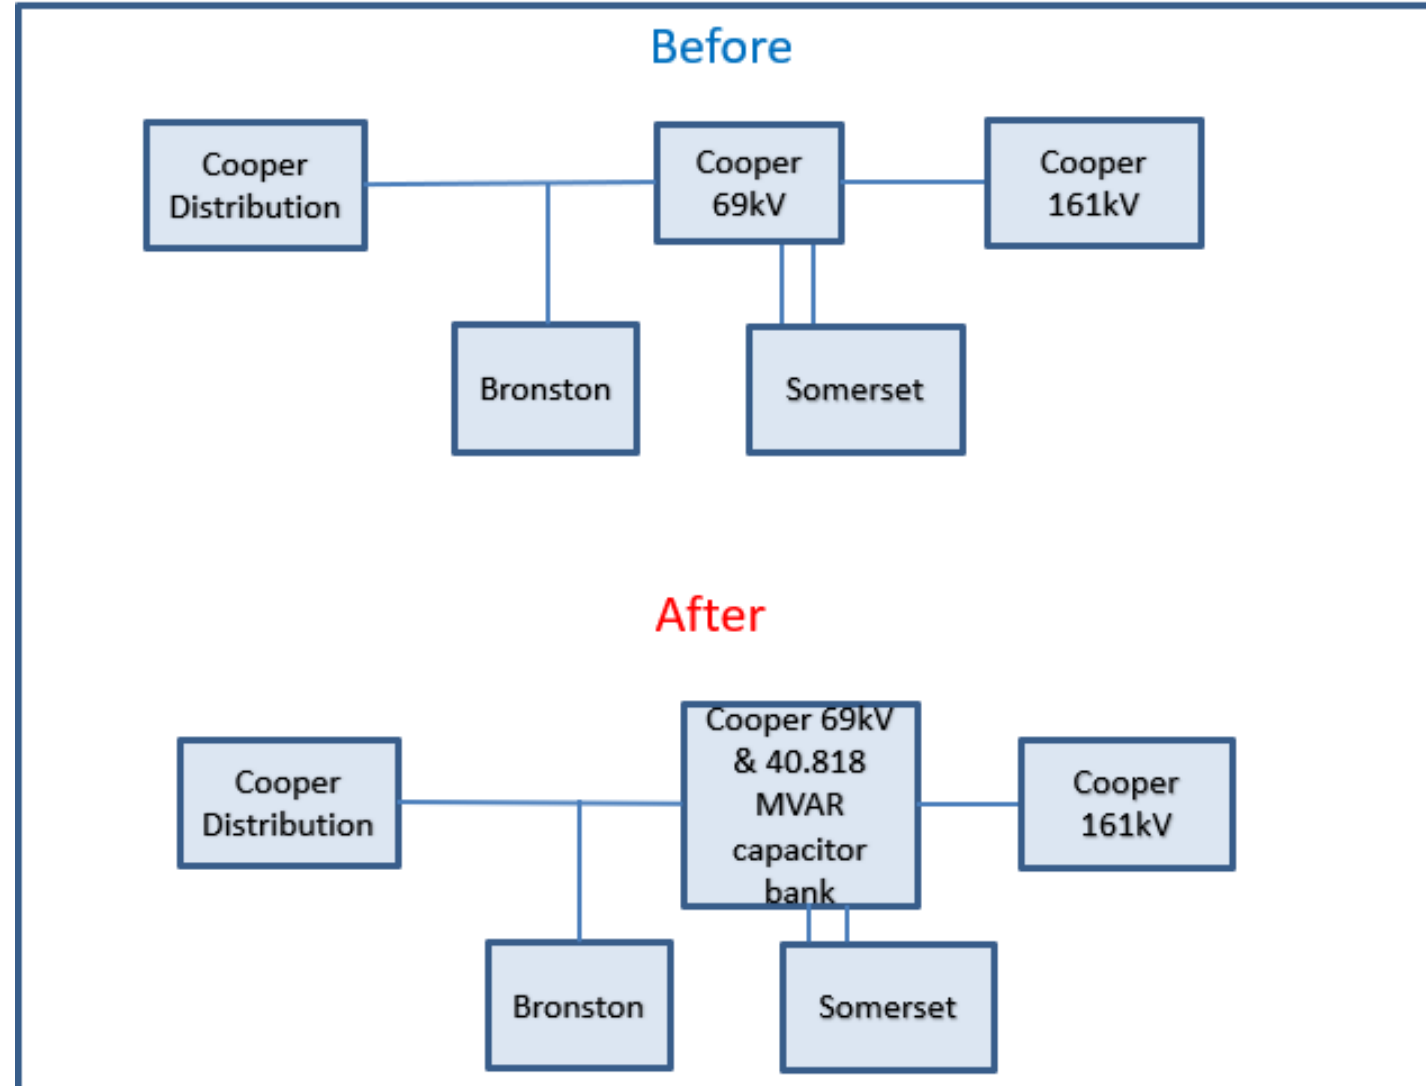 Before
Cooper
Distribution
Cooper
69kV
Cooper
161kV
Bronston
Somerset
After
Cooper 69kV
& 40.818
MVAR
capacitor
bank
Cooper
Distribution
Cooper
161kV
Bronston
Somerset